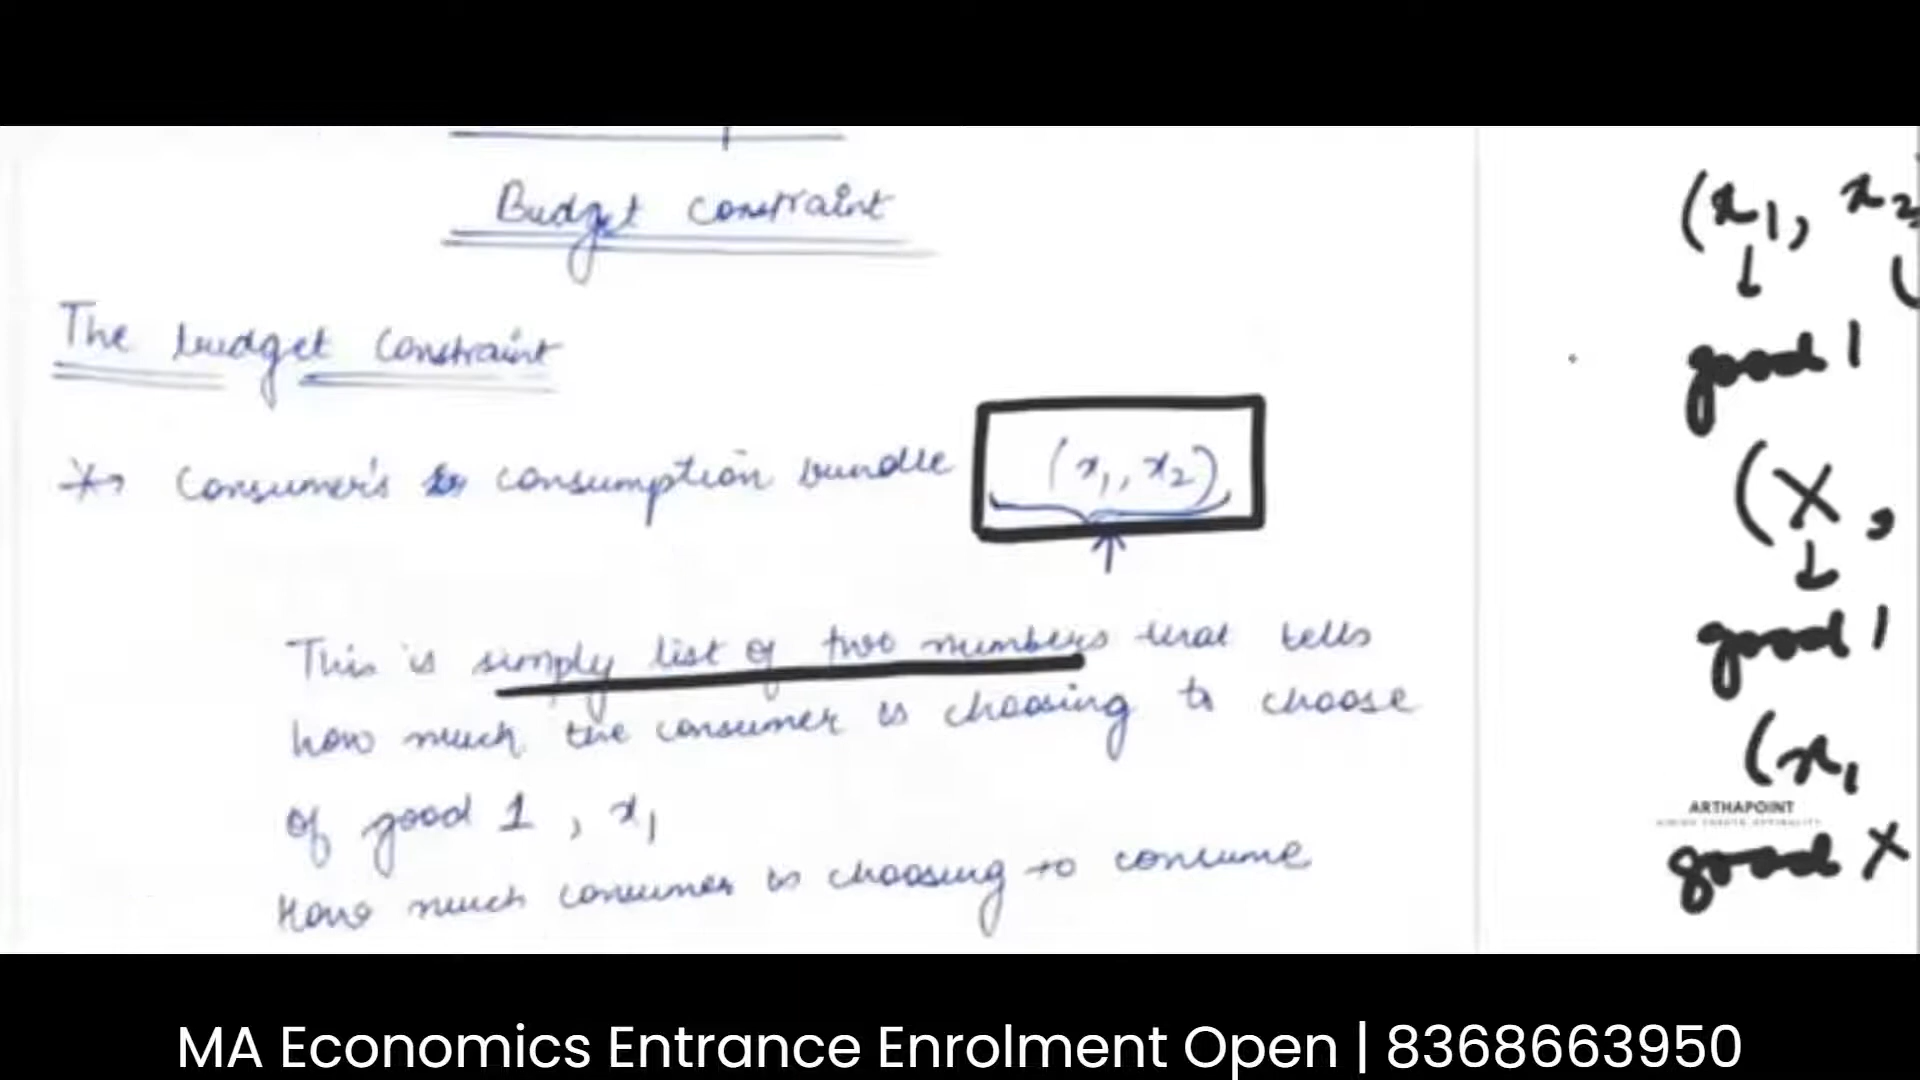 Budget constraint
The budget constraint
Consumer's consumption bundle (x1, x2)
This is simply list of two numbers that tells
how much the consumer is choosing to choose
of good 1, x1
How much consumer is choosing to consume
(x1, x2
good 1
(X,
good 1
(x1
ARTHAPOINT
good X
MA Economics Entrance Enrolment Open | 8368663950